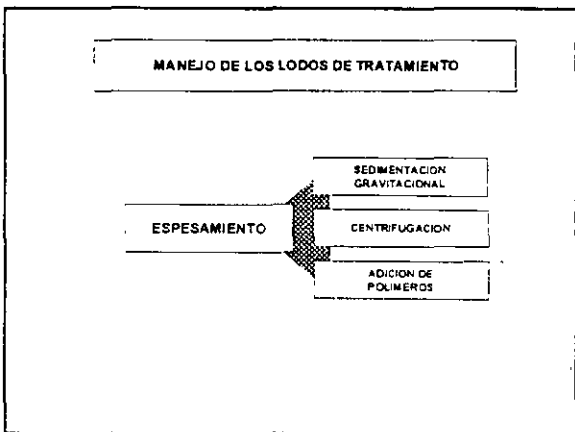 MANEJO DE LOS LODOS DE TRATAMIENTO
SEDIMENTACION
GRAVITACIONAL
ESPESAMIENTO
CENTRIFUGACION
ADICION DE
POLIMEROS